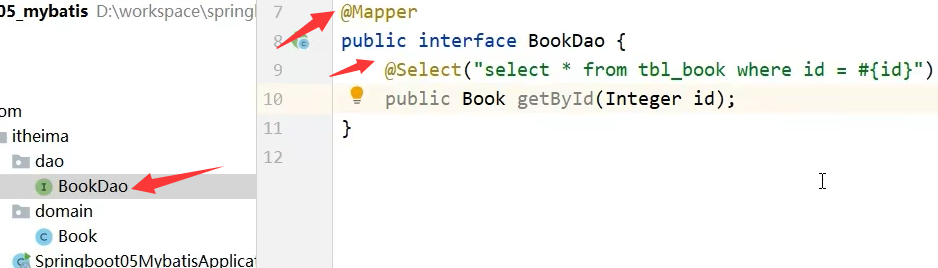 05_mybatis D:\workspace\spring
om
itheima
dao
BookDao
domain
Book
Springboot05MybatisApplicat
7 @Mapper
8 public interface BookDao {
9 @Select("select * from tbl_book where id = #{id}")
10 public Book getById(Integer id);
11 }
12